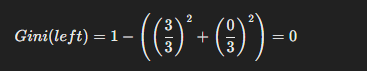 Gini(left) = 1 − ((3/3)² + (0/3)²) = 0